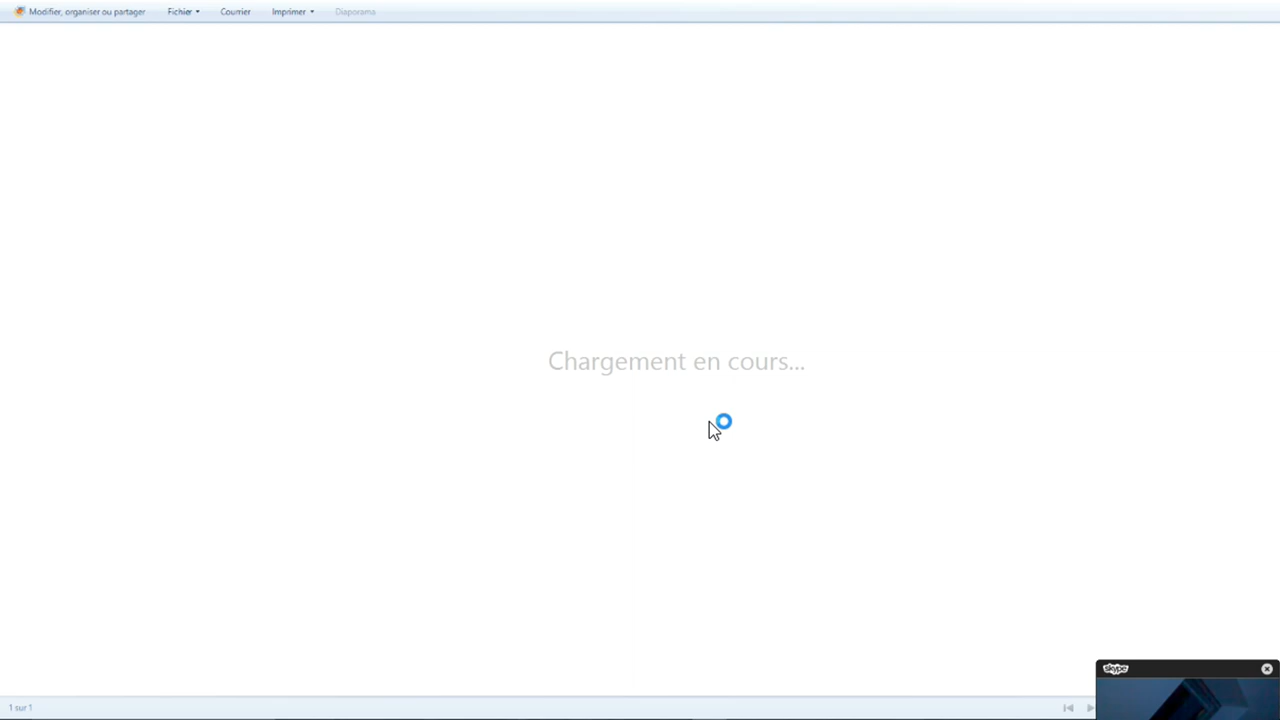 Modifier, organiser ou partager Fichier Courrier Imprimer Diaporama
Chargement en cours...
skype
1 sur 1